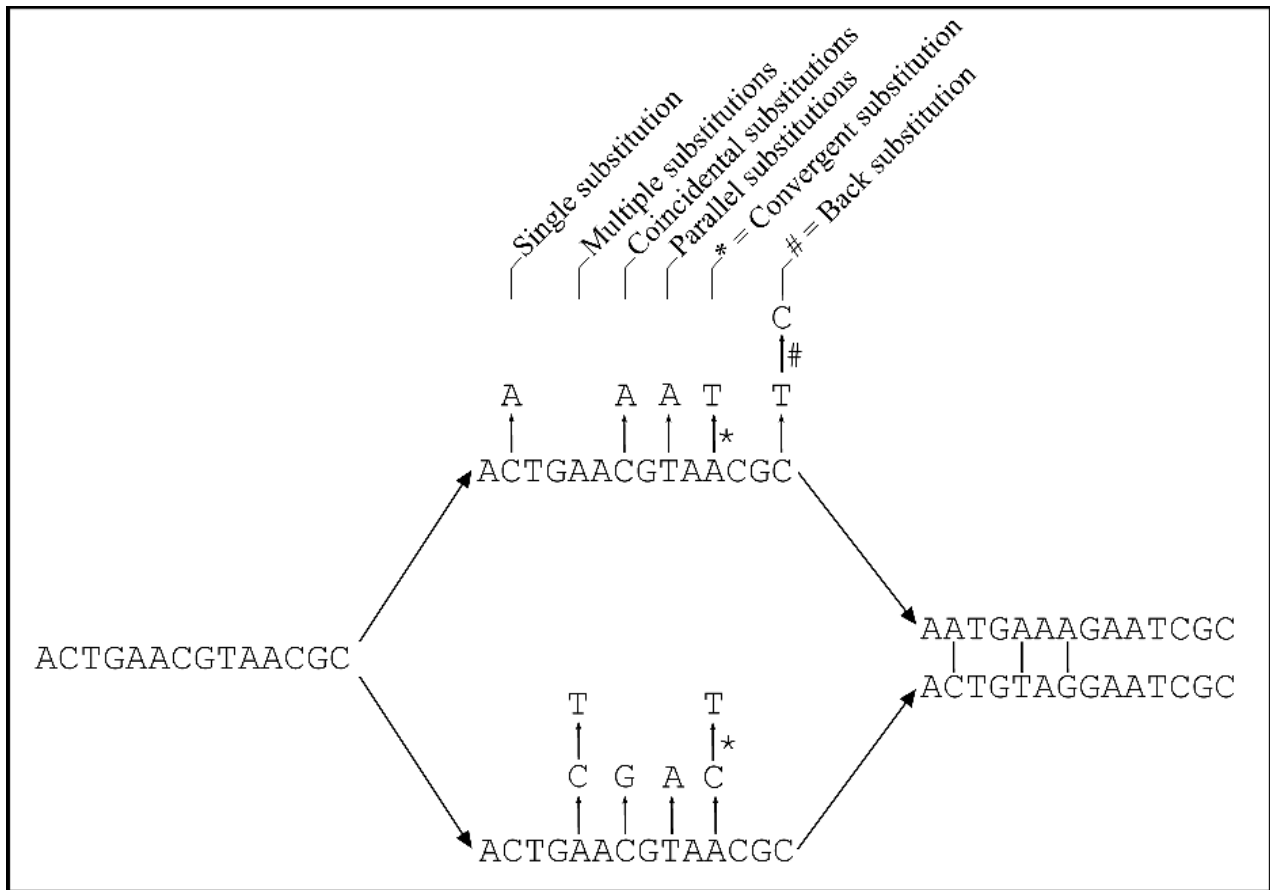 Single substitution
Multiple substitutions
Coincidental substitutions
Parallel substitutions
* = Convergent substitution
# = Back substitution
C
#
A A A T T
*
ACTGAACGTAACGC
AATGAAAGAATCGC
ACTGAACGTAACGC
ACTGTAGGAATCGC
T T
*
C G A C
ACTGAACGTAACGC